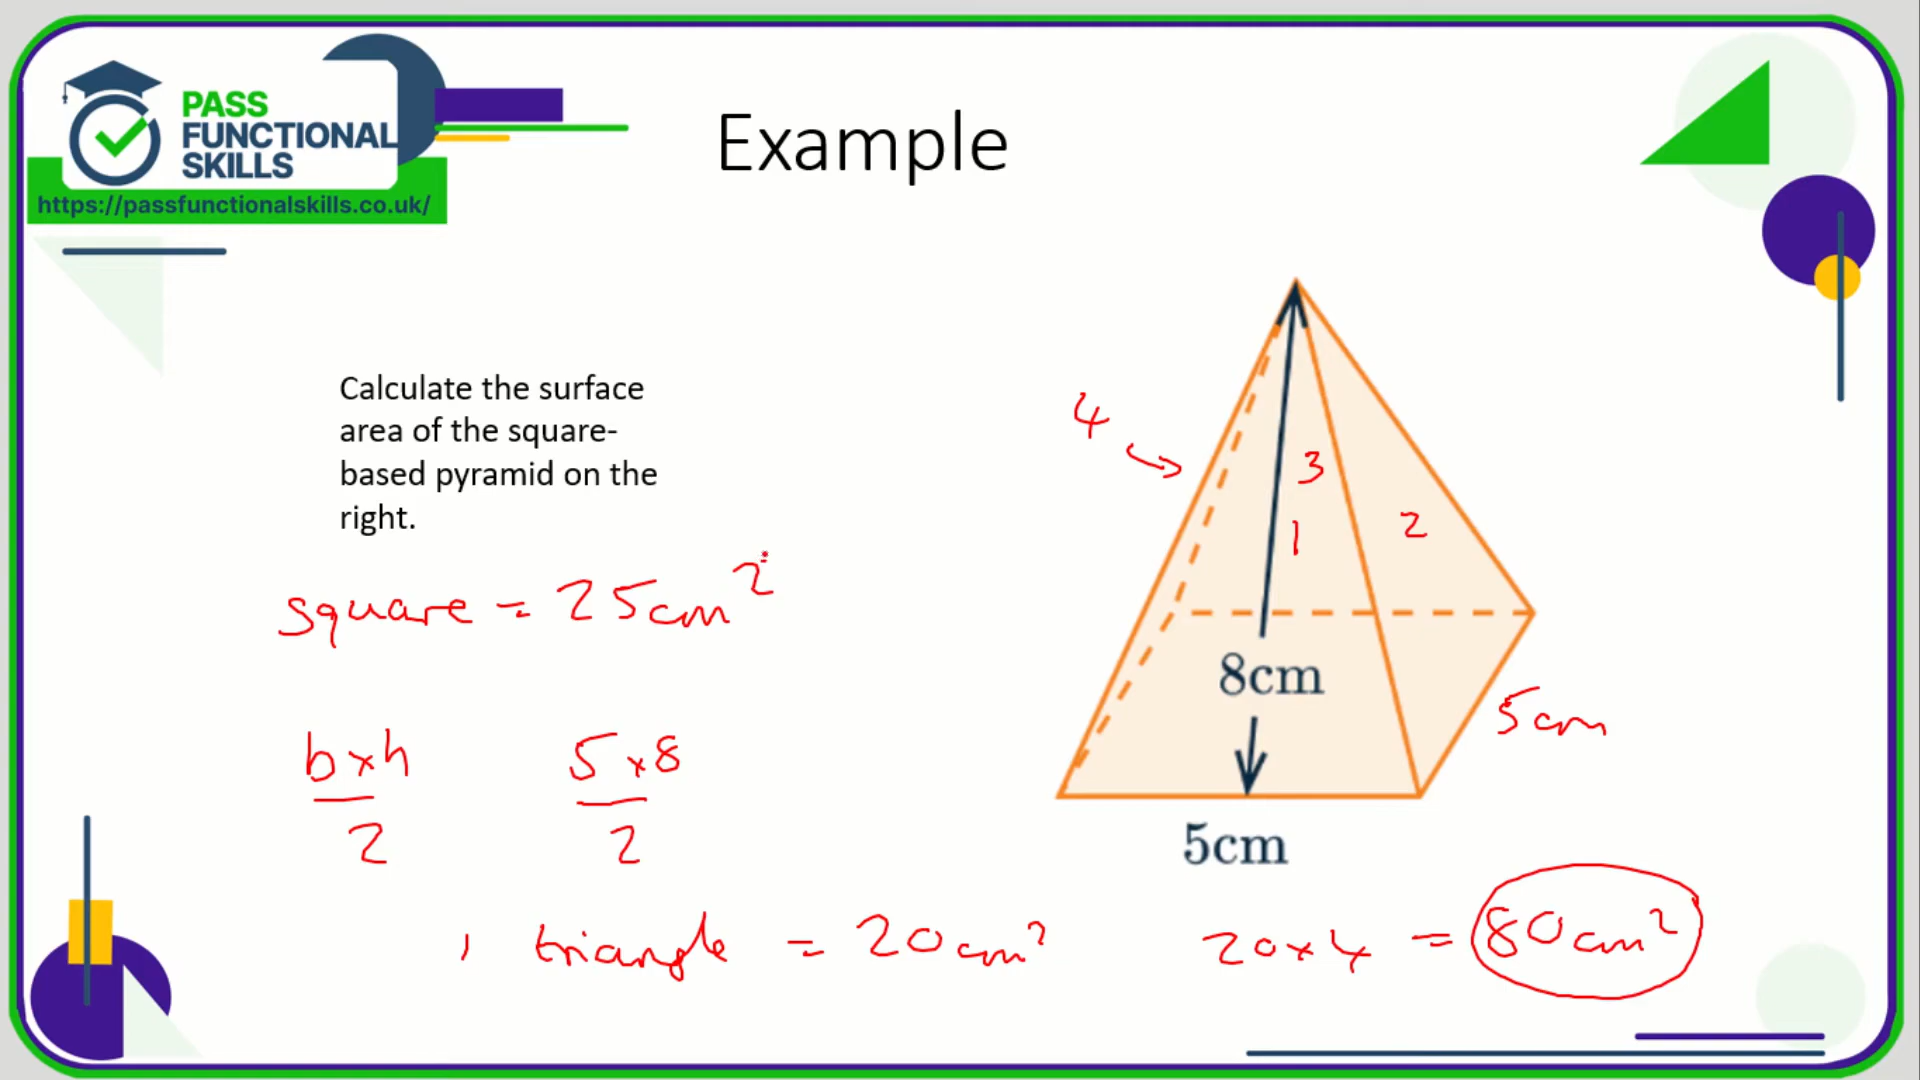 PASS
FUNCTIONAL
SKILLS
https://passfunctionalskills.co.uk/
Example
Calculate the surface
area of the square-
based pyramid on the
right.
square = 25cm²
b×h
2
5×8
2
1 triangle = 20cm²
20×4 = 80cm²
4
3
1
2
8cm
5cm
5cm